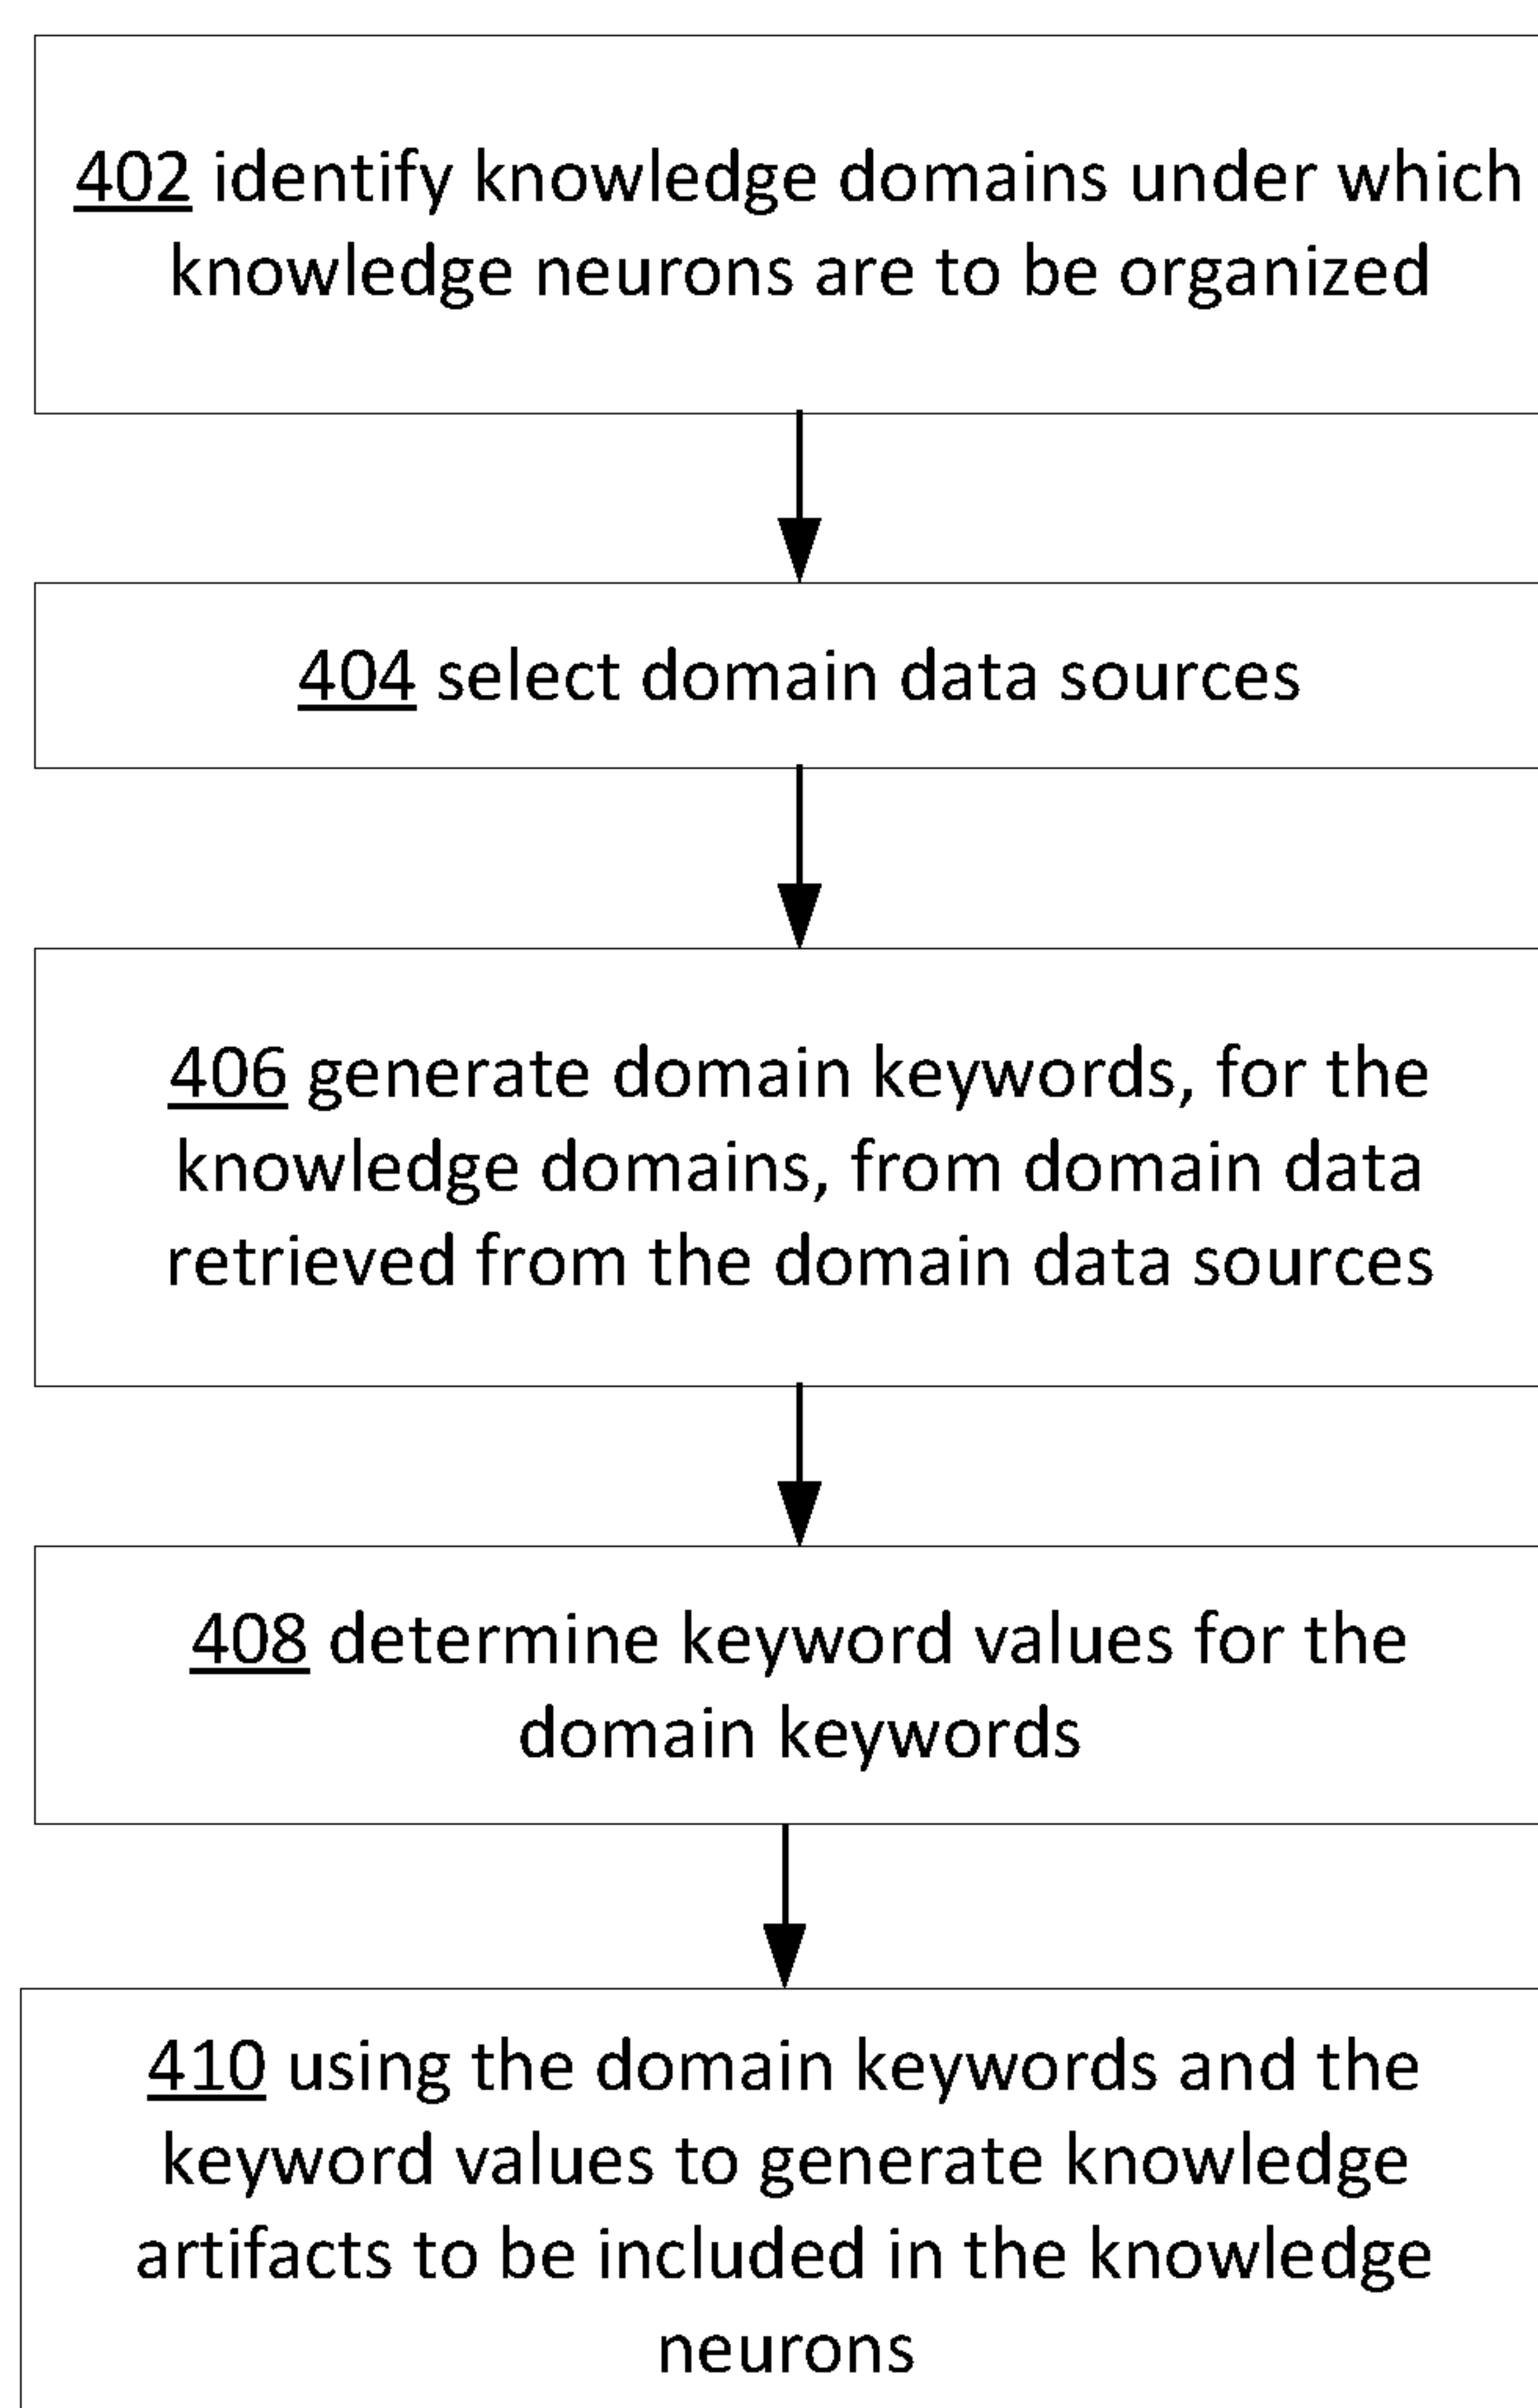 402 identify knowledge domains under which
knowledge neurons are to be organized
404 select domain data sources
406 generate domain keywords, for the
knowledge domains, from domain data
retrieved from the domain data sources
408 determine keyword values for the
domain keywords
410 using the domain keywords and the
keyword values to generate knowledge
artifacts to be included in the knowledge
neurons